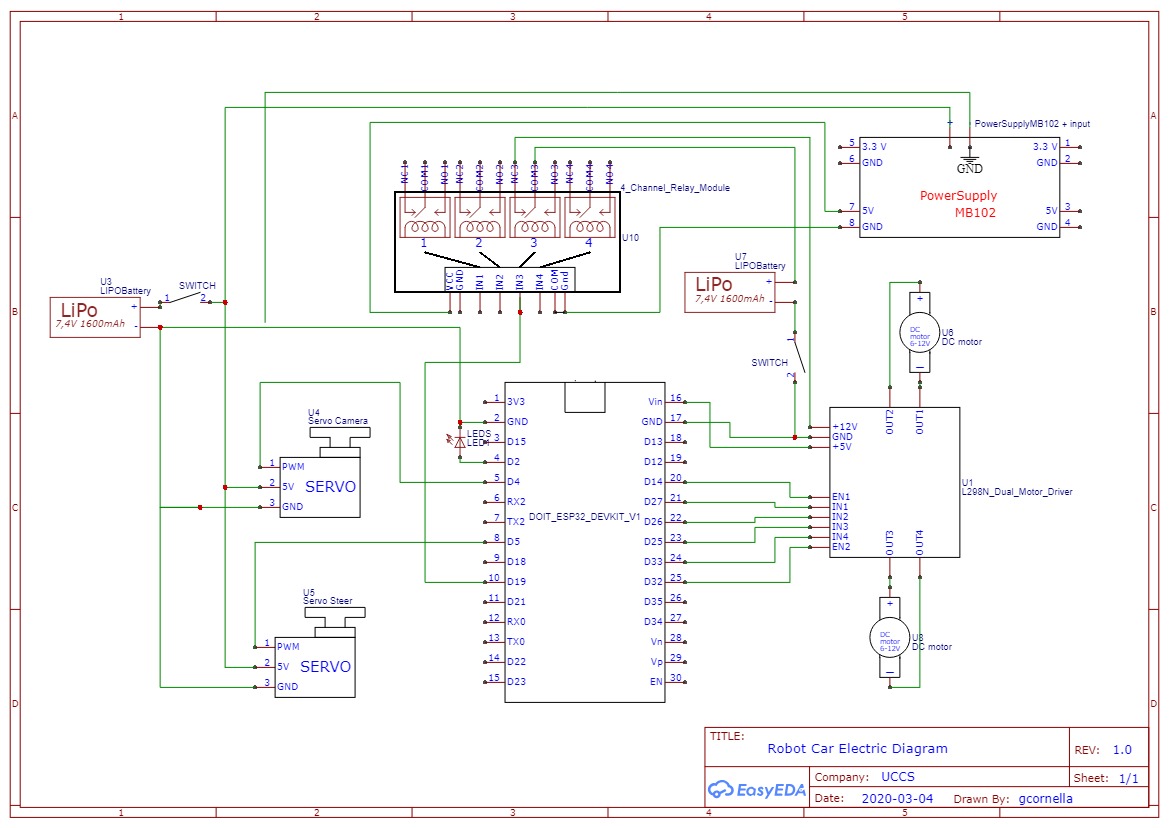 1 2 3 4 5
A A
B B
C C
D D
PowerSupplyMB102 + input
+
GND
5 3.3 V 3.3 V 1
6 GND GND 2
PowerSupply
MB102
7 5V 5V 3
8 GND GND 4
NC1 COM1 NO1 NC2 COM2 NO2 NC3 COM3 NO3 NC4 COM4 NO4
4_Channel_Relay_Module
U10
1 2 3 4
VCC GND IN1 IN2 IN3 IN4 COM Gnd
U3
LIPOBattery
LiPo
7,4V 1600mAh
+
-
SWITCH
1 2
U7
LIPOBattery
LiPo
7,4V 1600mAh
+
-
SWITCH
1
2
+
DC
motor
6-12V
U6
DC motor
U4
Servo Camera
1 PWM
2 5V
3 GND
SERVO
U5
Servo Steer
1 PWM
2 5V
3 GND
SERVO
LEDS
LED1
DOIT_ESP32_DEVKIT_V1
1 3V3 Vin 16
2 GND GND 17
3 D15 D13 18
4 D2 D12 19
5 D4 D14 20
6 RX2 D27 21
7 TX2 D26 22
8 D5 D25 23
9 D18 D33 24
10 D19 D32 25
11 D21 D35 26
12 RX0 D34 27
13 TX0 Vn 28
14 D22 Vp 29
15 D23 EN 30
OUT2 OUT1
+12V
GND
+5V
EN1
IN1
IN2
IN3
IN4
EN2
OUT3 OUT4
U1
L298N_Dual_Motor_Driver
+
DC
motor
6-12V
U8
DC motor
TITLE:
Robot Car Electric Diagram
REV: 1.0
EasyEDA
Company: UCCS
Sheet: 1/1
Date: 2020-03-04 Drawn By: gcornella
1 2 3 4 5